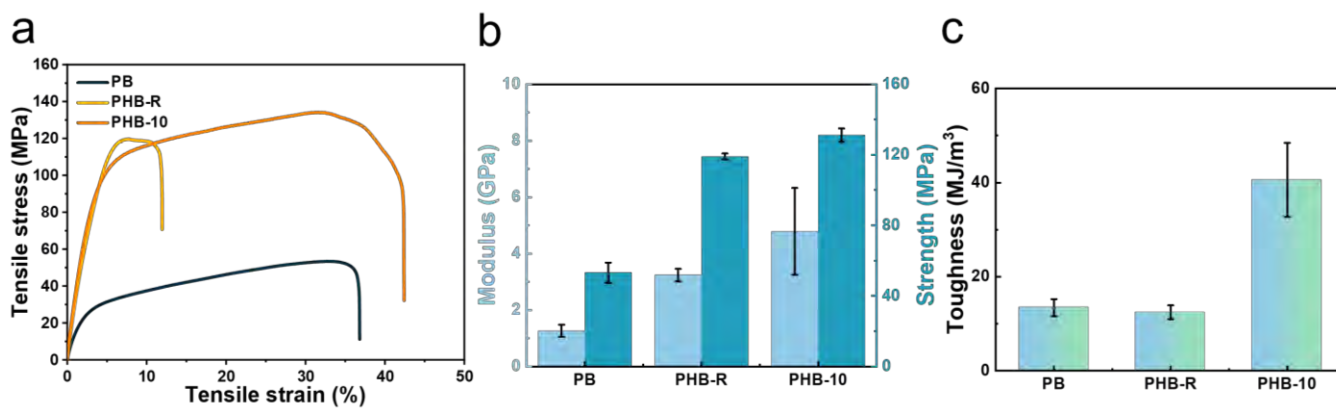 a
160
140
120
100
80
60
40
20
0
Tensile stress (MPa)
PB
PHB-R
PHB-10
0 10 20 30 40 50
Tensile strain (%)
b
10
8
6
4
2
0
Modulus (GPa)
160
120
80
40
0
Strength (MPa)
PB PHB-R PHB-10
c
60
40
20
0
Toughness (MJ/m³)
PB PHB-R PHB-10